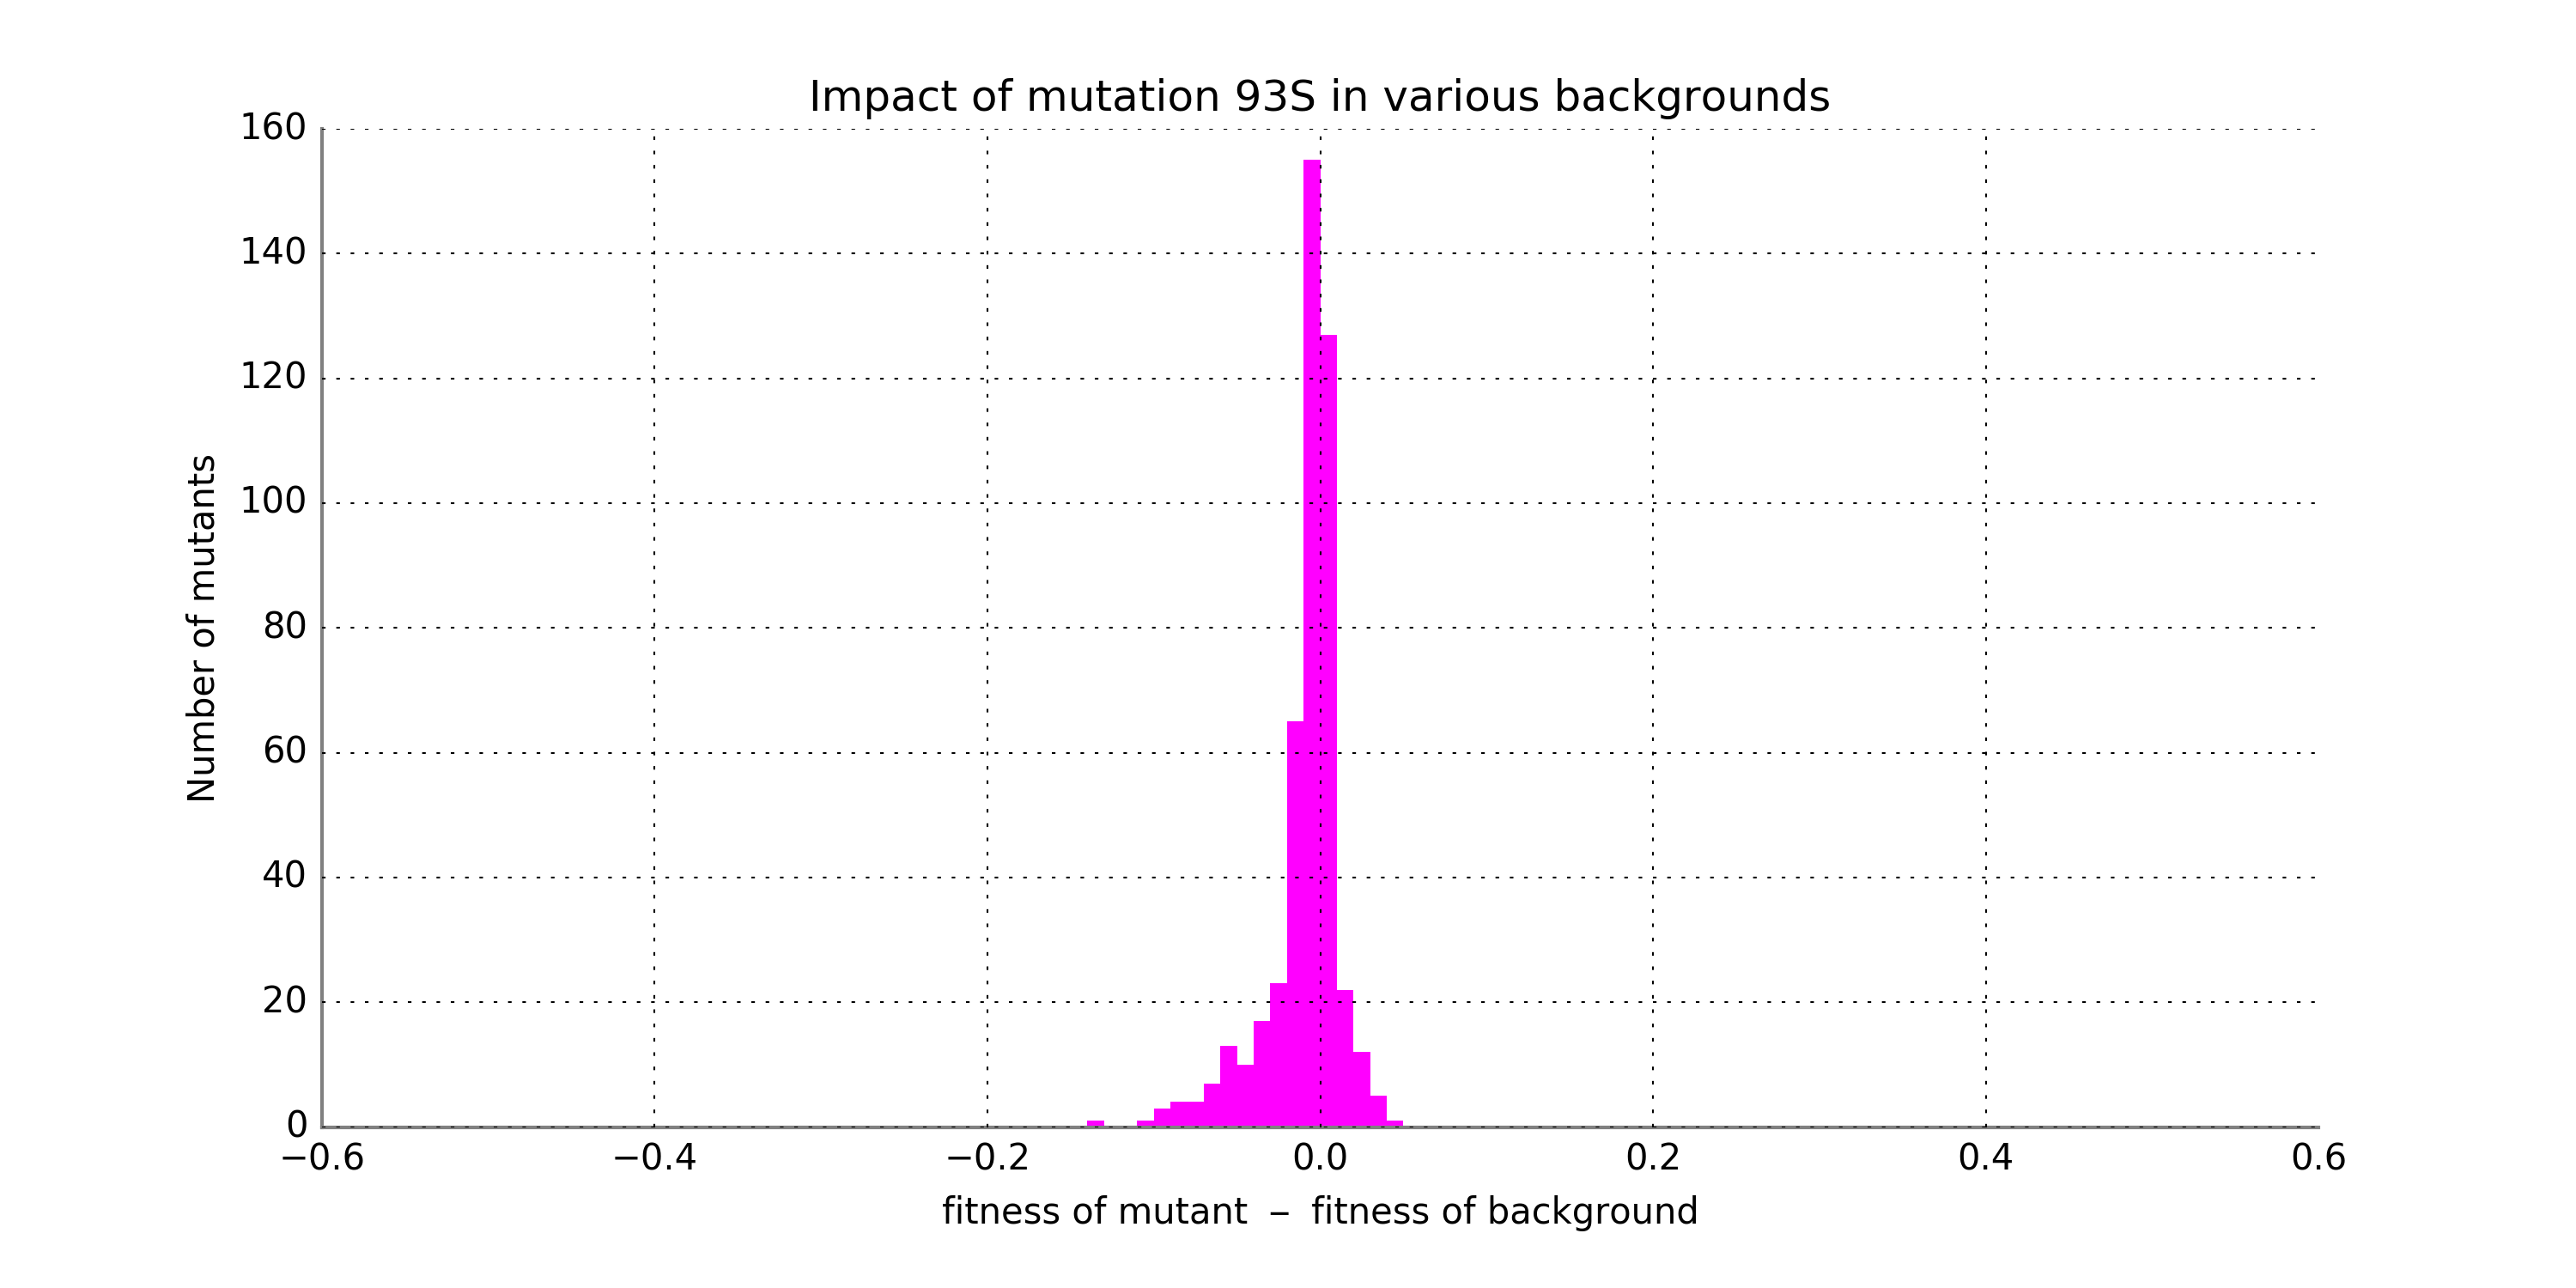 Impact of mutation 93S in various backgrounds
160
140
120
100
80
60
40
20
0
Number of mutants
−0.6 −0.4 −0.2 0.0 0.2 0.4 0.6
fitness of mutant − fitness of background